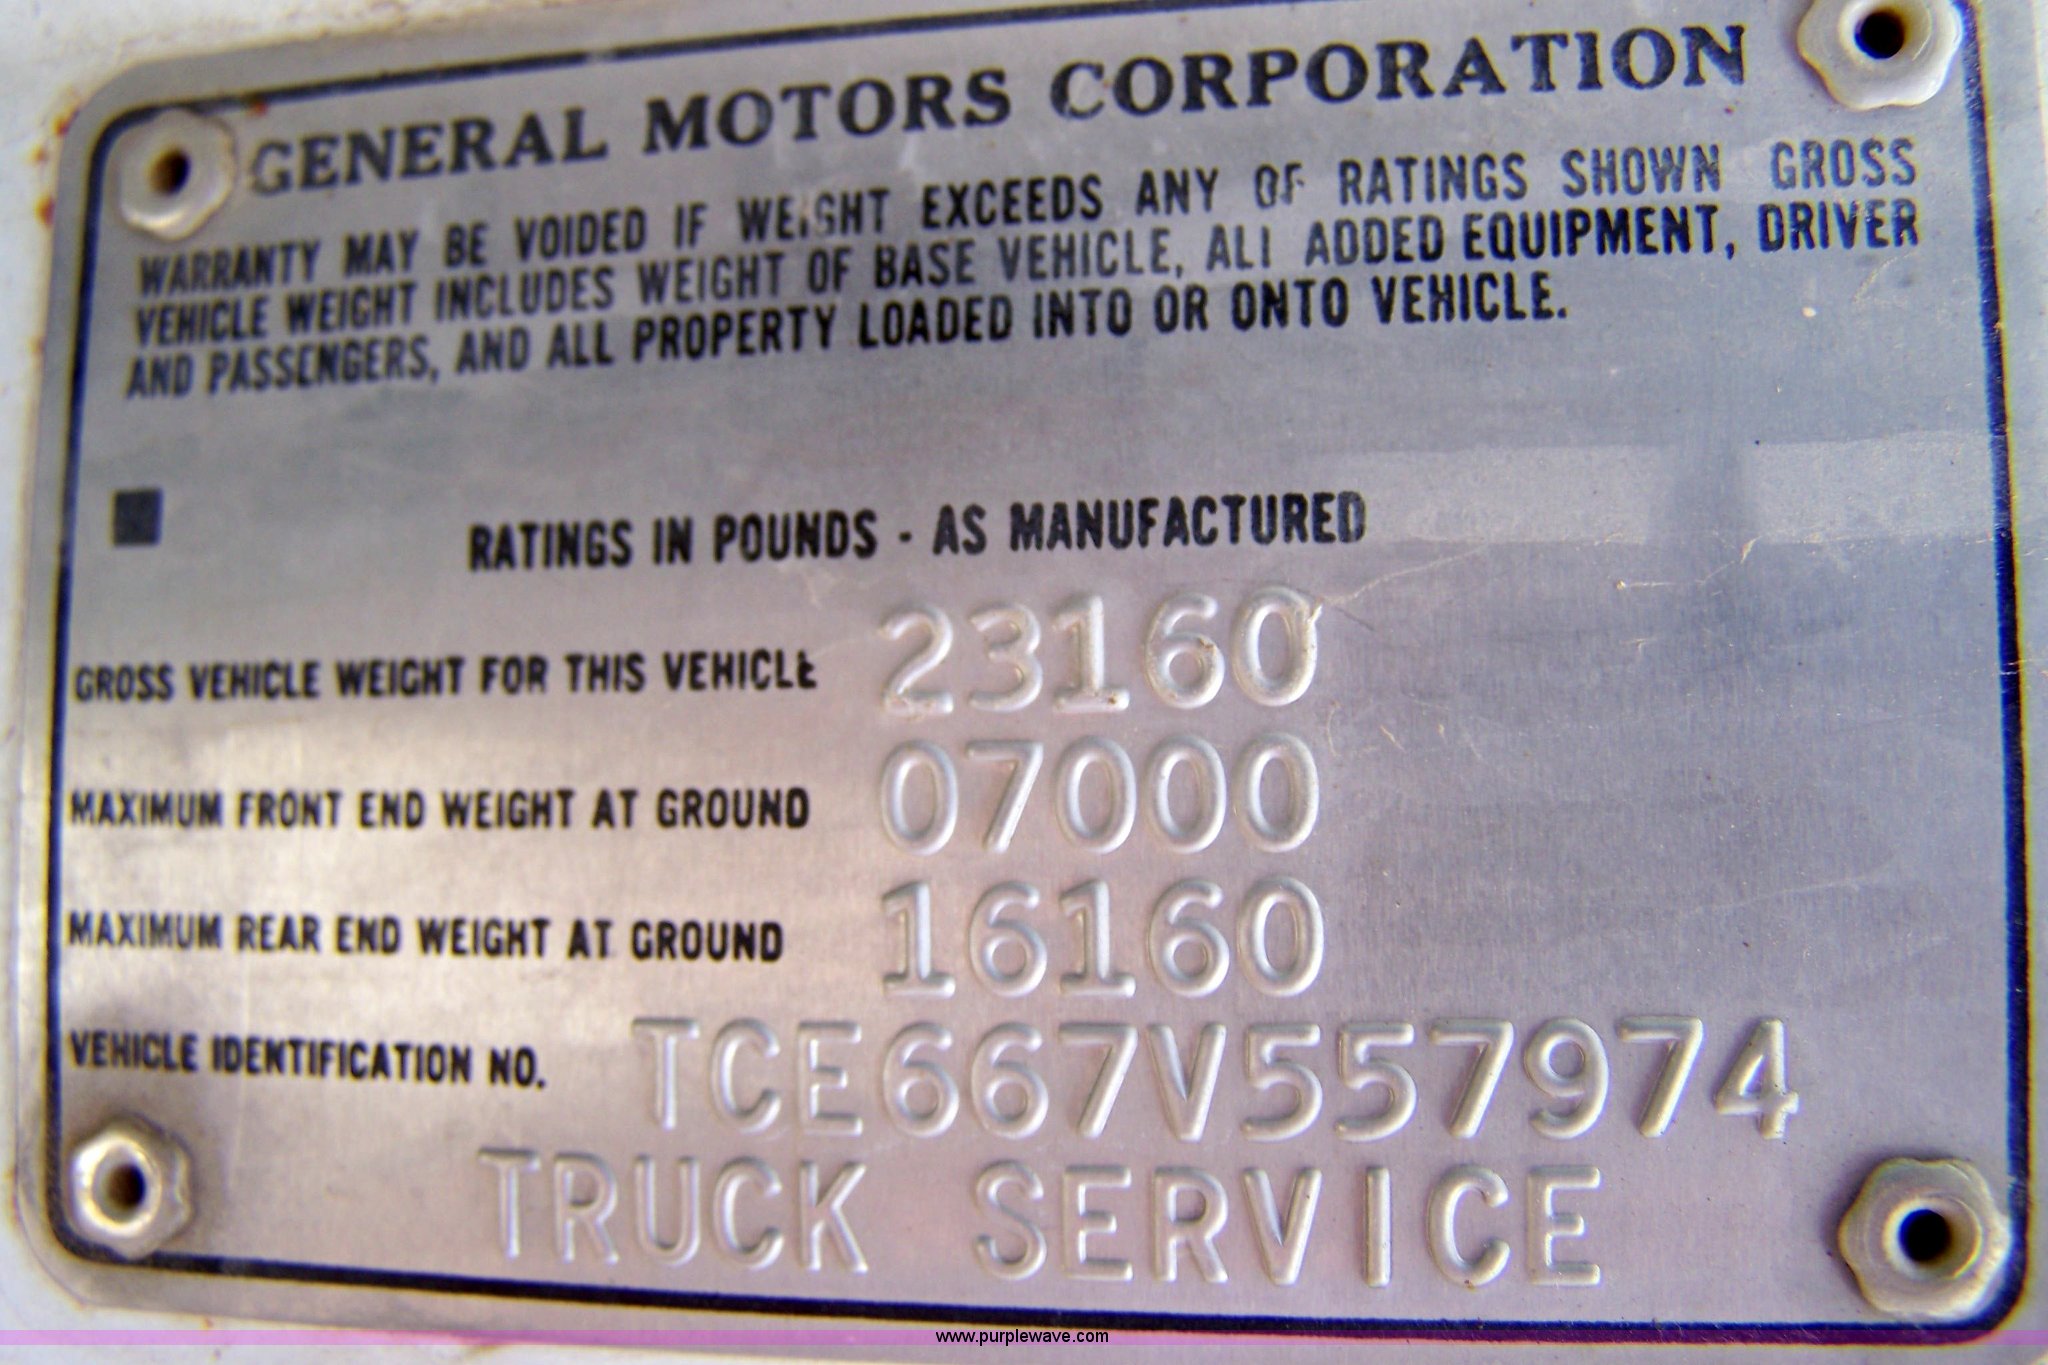 GENERAL MOTORS CORPORATION
WARRANTY MAY BE VOIDED IF WEIGHT EXCEEDS ANY OF RATINGS SHOWN GROSS
VEHICLE WEIGHT INCLUDES WEIGHT OF BASE VEHICLE, ALL ADDED EQUIPMENT, DRIVER
AND PASSENGERS, AND ALL PROPERTY LOADED INTO OR ONTO VEHICLE.
RATINGS IN POUNDS - AS MANUFACTURED
GROSS VEHICLE WEIGHT FOR THIS VEHICLE 23160
MAXIMUM FRONT END WEIGHT AT GROUND 07000
MAXIMUM REAR END WEIGHT AT GROUND 16160
VEHICLE IDENTIFICATION NO. TCE667V557974
TRUCK SERVICE
www.purplewave.com